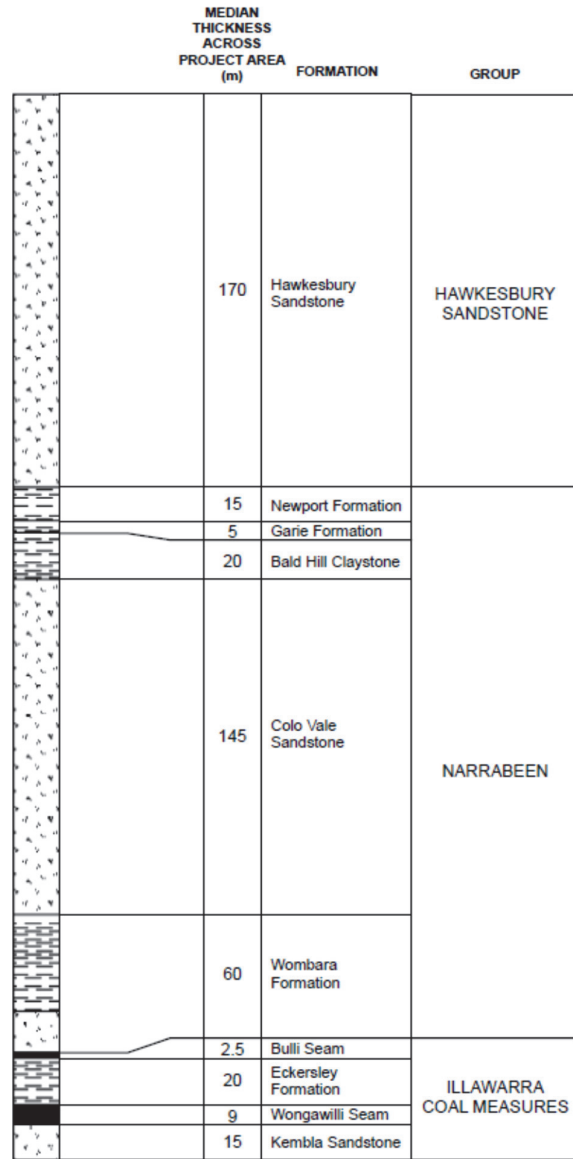 MEDIAN
THICKNESS
ACROSS
PROJECT AREA
(m)
FORMATION
GROUP
170
Hawkesbury
Sandstone
HAWKESBURY
SANDSTONE
15
Newport Formation
5
Garie Formation
20
Bald Hill Claystone
145
Colo Vale
Sandstone
NARRABEEN
60
Wombara
Formation
2.5
Bulli Seam
20
Eckersley
Formation
ILLAWARRA
COAL MEASURES
9
Wongawilli Seam
15
Kembla Sandstone